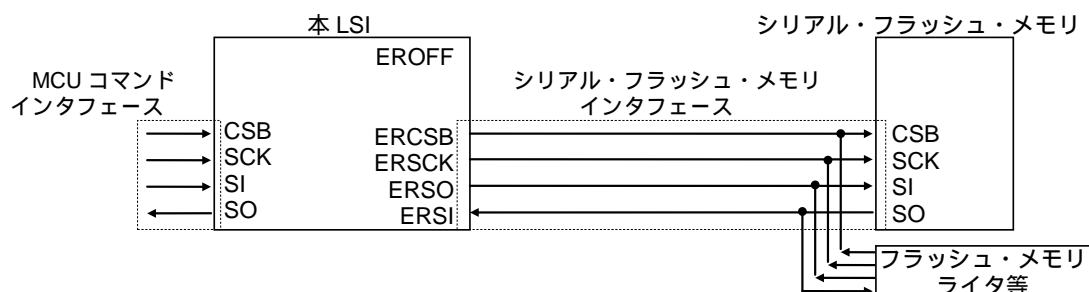 本 LSI
シリアル・フラッシュ・メモリ
EROFF
MCU コマンド
インタフェース
シリアル・フラッシュ・メモリ
インタフェース
CSB
SCK
SI
SO
ERCSB
ERSCK
ERSO
ERSI
CSB
SCK
SI
SO
フラッシュ・メモリ
ライタ等